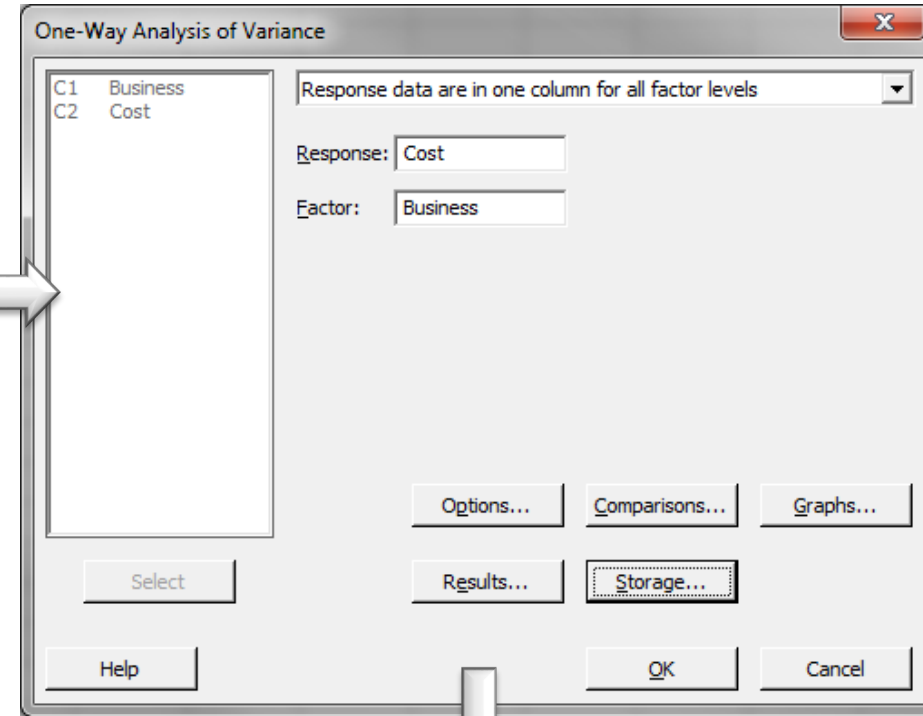 One-Way Analysis of Variance
C1 Business
C2 Cost
Response data are in one column for all factor levels
Response: Cost
Factor: Business
Options... Comparisons... Graphs...
Select Results... Storage...
Help OK Cancel